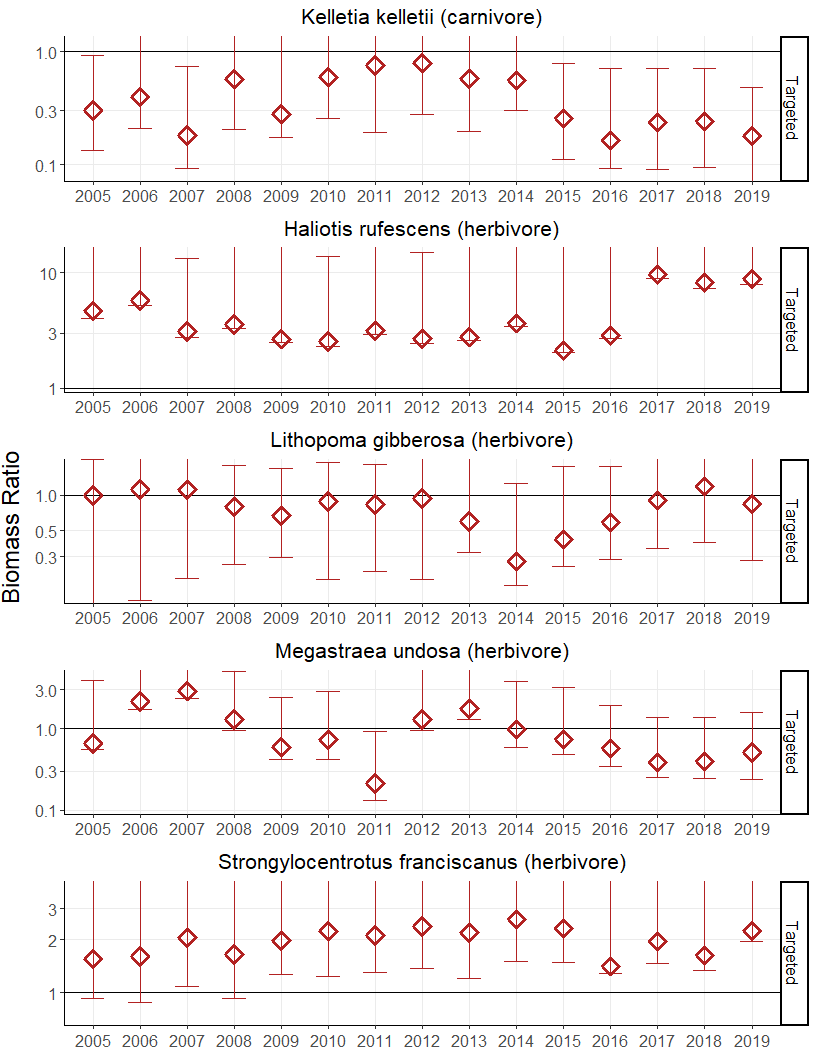 Kelletia kelletii (carnivore)
1.0
0.3
0.1
Targeted
2005 2006 2007 2008 2009 2010 2011 2012 2013 2014 2015 2016 2017 2018 2019
Haliotis rufescens (herbivore)
10
3
1
Targeted
2005 2006 2007 2008 2009 2010 2011 2012 2013 2014 2015 2016 2017 2018 2019
Biomass Ratio
Lithopoma gibberosa (herbivore)
1.0
0.5
0.3
Targeted
2005 2006 2007 2008 2009 2010 2011 2012 2013 2014 2015 2016 2017 2018 2019
Megastraea undosa (herbivore)
3.0
1.0
0.3
0.1
Targeted
2005 2006 2007 2008 2009 2010 2011 2012 2013 2014 2015 2016 2017 2018 2019
Strongylocentrotus franciscanus (herbivore)
3
2
1
Targeted
2005 2006 2007 2008 2009 2010 2011 2012 2013 2014 2015 2016 2017 2018 2019